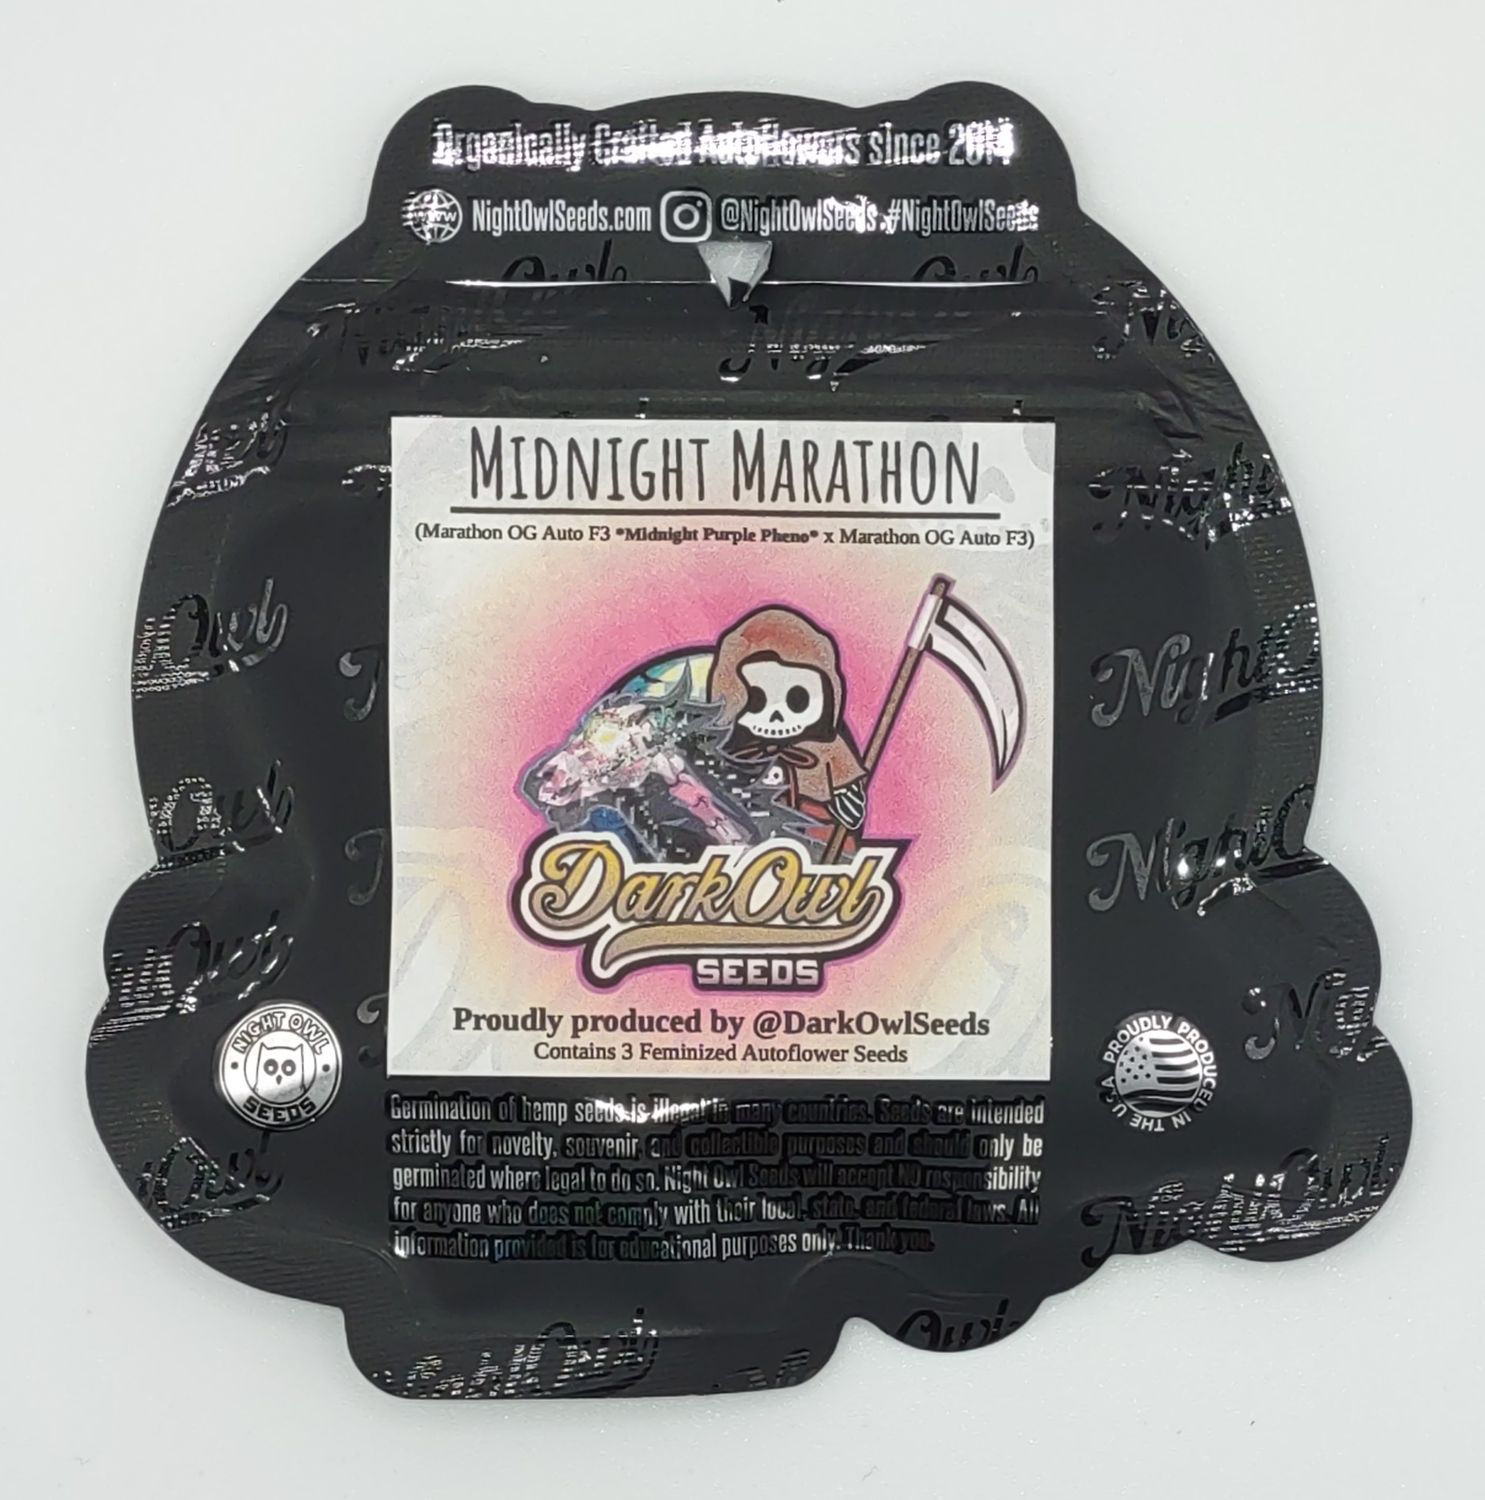 Organically Crafted Autoflowers since 2014
www NightOwlSeeds.com @NightOwlSeeds #NightOwlSeeds
MIDNIGHT MARATHON
(Marathon OG Auto F3 *Midnight Purple Pheno* x Marathon OG Auto F3)
Dark Owl
SEEDS
Proudly produced by @DarkOwlSeeds
Contains 3 Feminized Autoflower Seeds
NIGHT OWL
SEEDS
PROUDLY PRODUCED IN THE USA
Germination of hemp seeds is illegal in many countries. Seeds are intended
strictly for novelty, souvenir, and collectible purposes and should only be
germinated where legal to do so. Night Owl Seeds will accept NO responsibility
for anyone who does not comply with their local, state, and federal laws. All
information provided is for educational purposes only. Thank you.